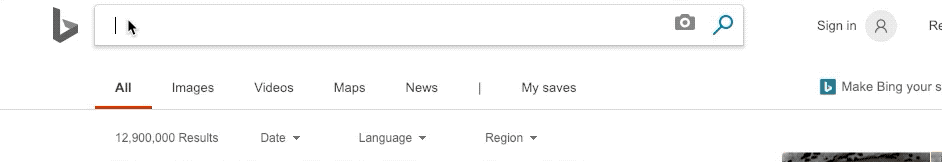 Sign in
Re
All Images Videos Maps News | My saves
Make Bing your s
12,900,000 Results Date Language Region